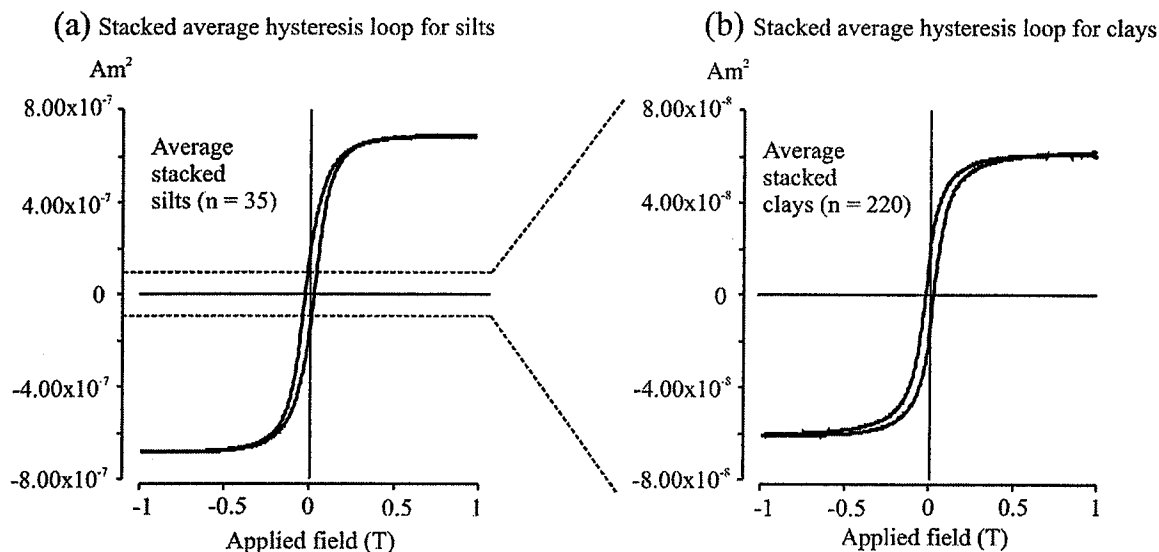 (a) Stacked average hysteresis loop for silts
Am²
8.00x10⁻⁷
4.00x10⁻⁷
0
-4.00x10⁻⁷
-8.00x10⁻⁷
Average
stacked
silts (n = 35)
-1 -0.5 0 0.5 1
Applied field (T)
(b) Stacked average hysteresis loop for clays
Am²
8.00x10⁻⁸
4.00x10⁻⁸
0
-4.00x10⁻⁸
-8.00x10⁻⁸
Average
stacked
clays (n = 220)
-1 -0.5 0 0.5 1
Applied field (T)